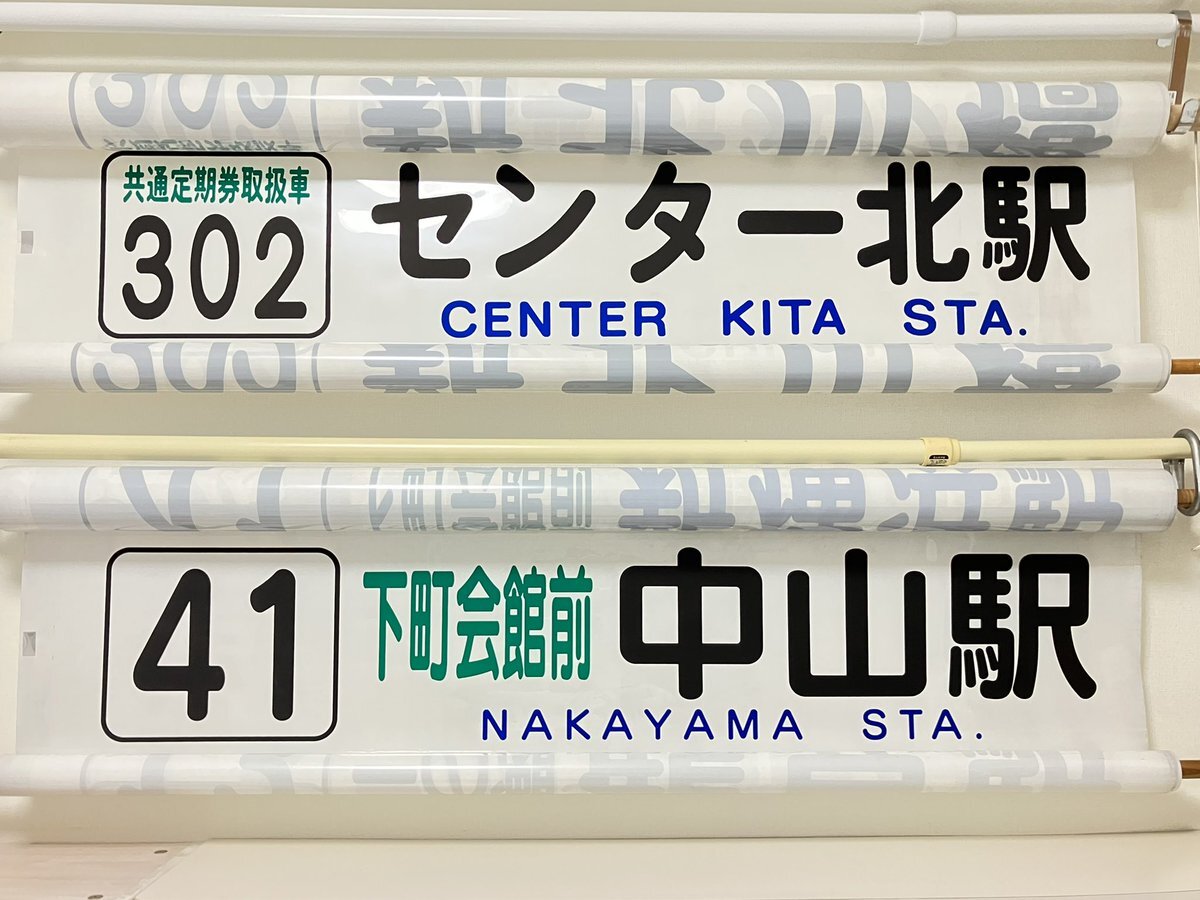 共通定期券取扱車
302 センター北駅
CENTER KITA STA.
41 下町会館前 中山駅
NAKAYAMA STA.